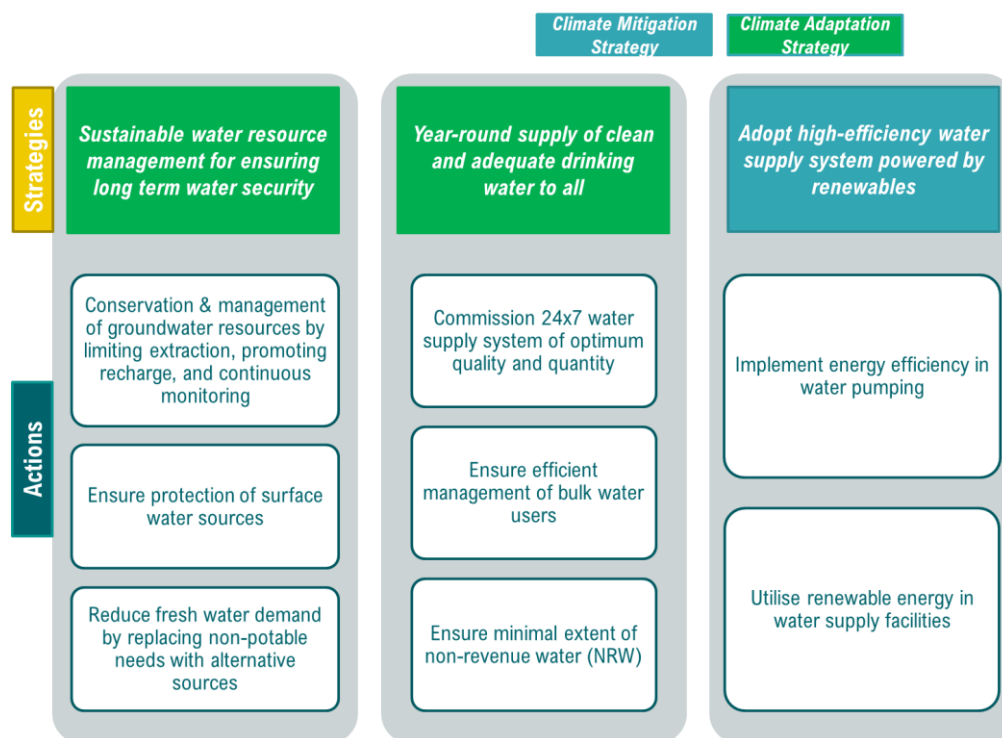 Climate Mitigation
Strategy
Climate Adaptation
Strategy
Strategies
Sustainable water resource
management for ensuring
long term water security
Year-round supply of clean
and adequate drinking
water to all
Adopt high-efficiency water
supply system powered by
renewables
Actions
Conservation & management
of groundwater resources by
limiting extraction, promoting
recharge, and continuous
monitoring
Ensure protection of surface
water sources
Reduce fresh water demand
by replacing non-potable
needs with alternative
sources
Commission 24x7 water
supply system of optimum
quality and quantity
Ensure efficient
management of bulk water
users
Ensure minimal extent of
non-revenue water (NRW)
Implement energy efficiency in
water pumping
Utilise renewable energy in
water supply facilities